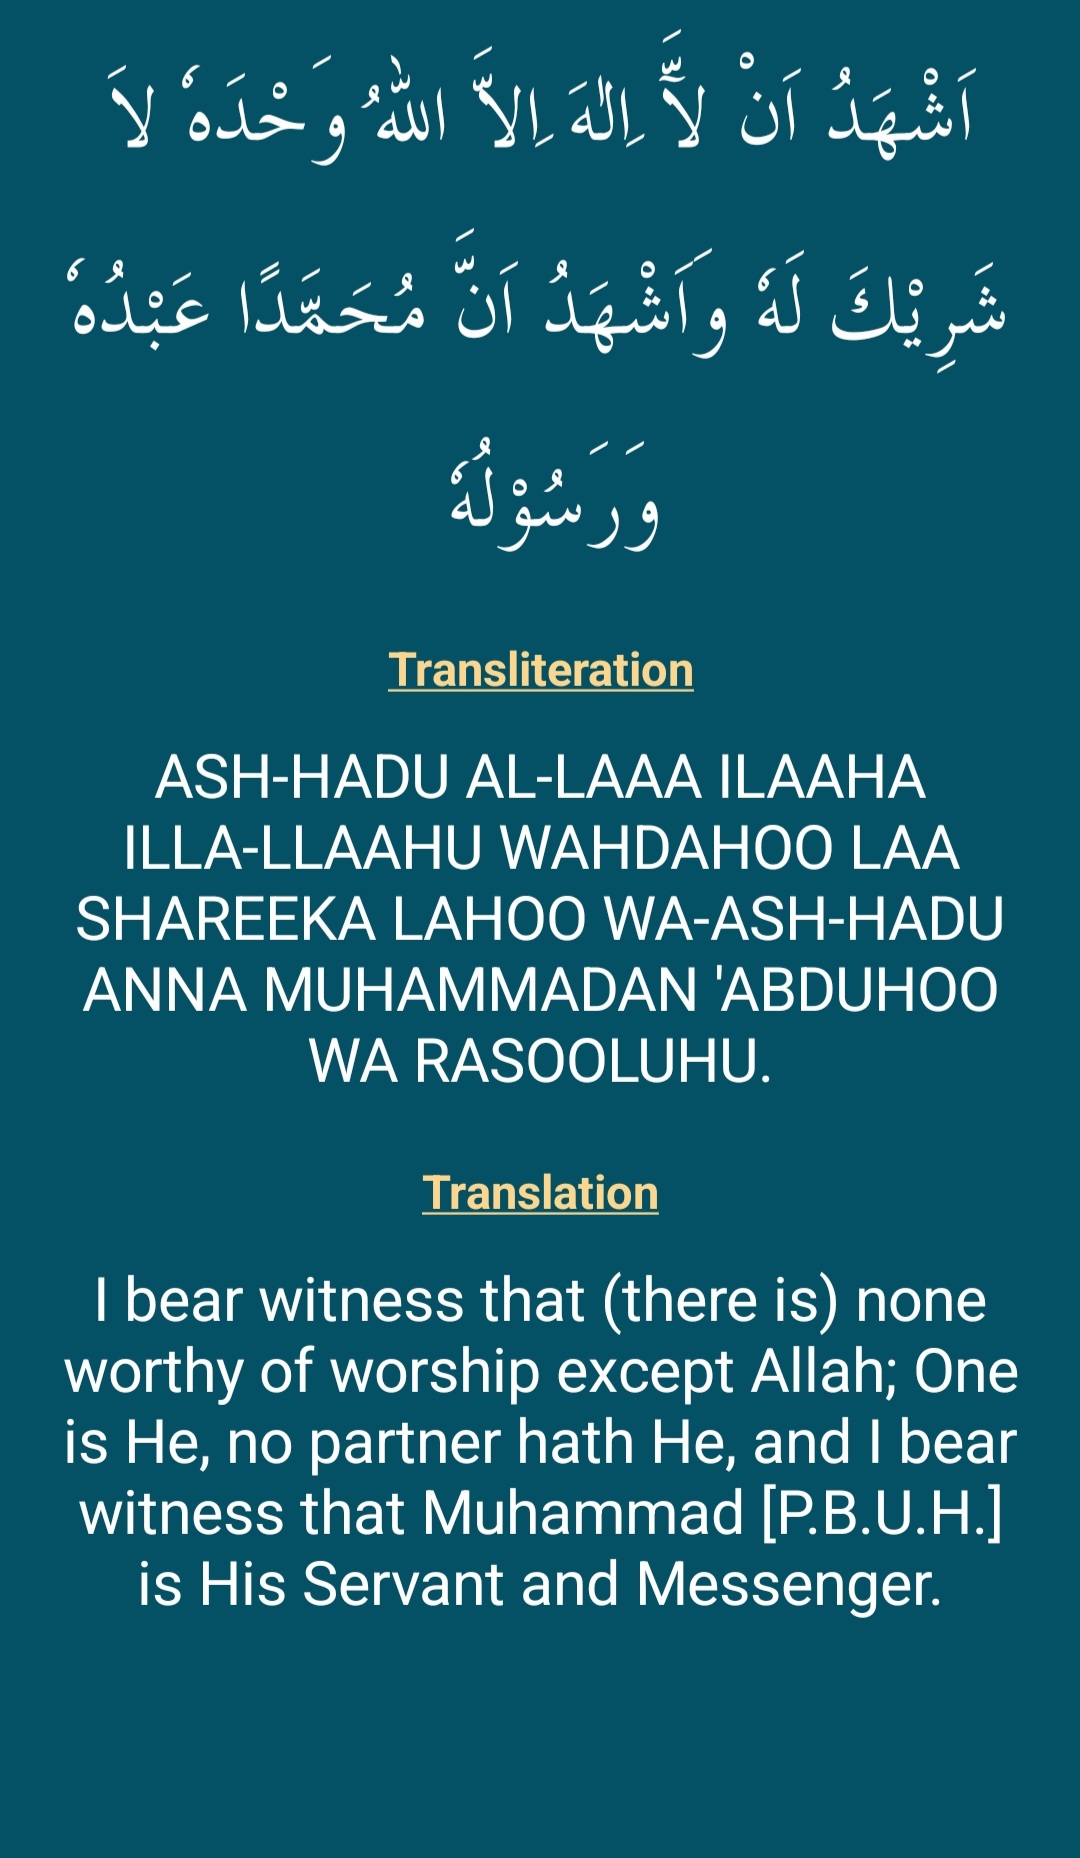 اَشْهَدُ اَنْ لَّآ اِلٰهَ اِلاَّ اللّٰهُ وَحْدَهٗ لَا
شَرِيْكَ لَهٗ وَاَشْهَدُ اَنَّ مُحَمَّدًا عَبْدُهٗ
وَرَسُوْلُهٗ
Transliteration
ASH-HADU AL-LAAA ILAAHA
ILLA-LLAAHU WAHDAHOO LAA
SHAREEKA LAHOO WA-ASH-HADU
ANNA MUHAMMADAN 'ABDUHOO
WA RASOOLUHU.
Translation
I bear witness that (there is) none
worthy of worship except Allah; One
is He, no partner hath He, and I bear
witness that Muhammad [P.B.U.H.]
is His Servant and Messenger.